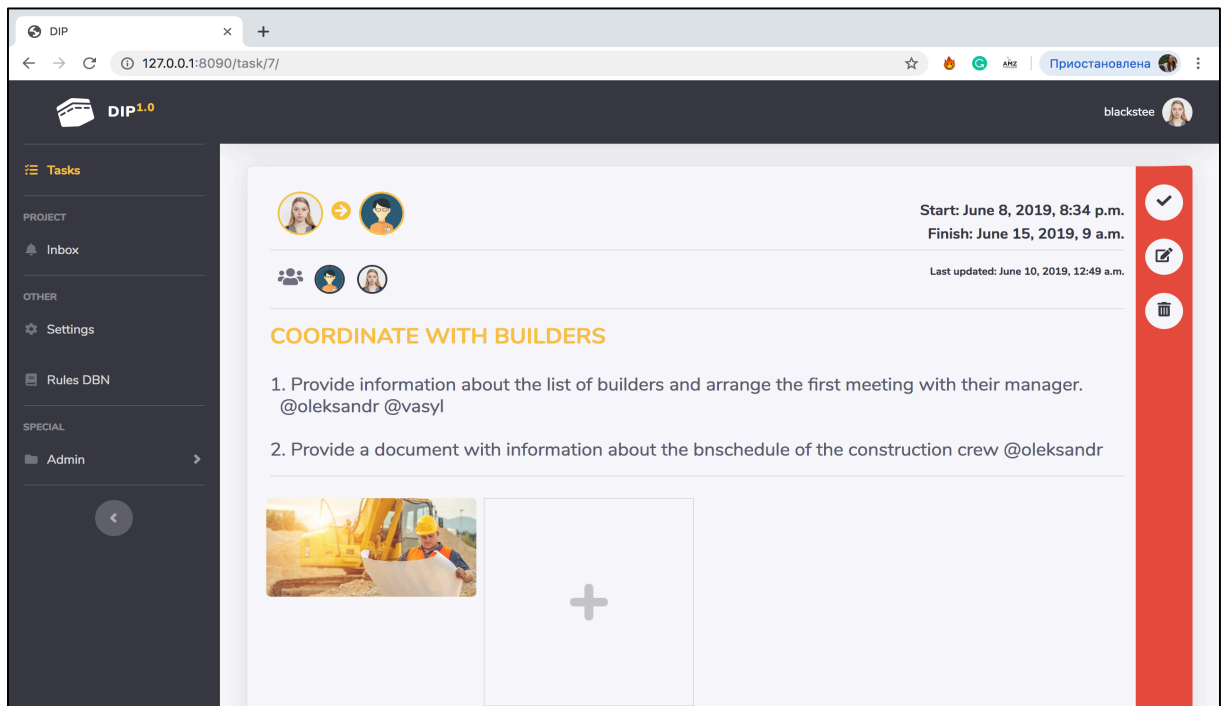 DIP
127.0.0.1:8090/task/7/
AMZ
Приостановлена
DIP1.0
blackstee
Tasks
PROJECT
Inbox
OTHER
Settings
Rules DBN
SPECIAL
Admin
Start: June 8, 2019, 8:34 p.m.
Finish: June 15, 2019, 9 a.m.
Last updated: June 10, 2019, 12:49 a.m.
COORDINATE WITH BUILDERS
1. Provide information about the list of builders and arrange the first meeting with their manager.
@oleksandr @vasyl
2. Provide a document with information about the bnschedule of the construction crew @oleksandr